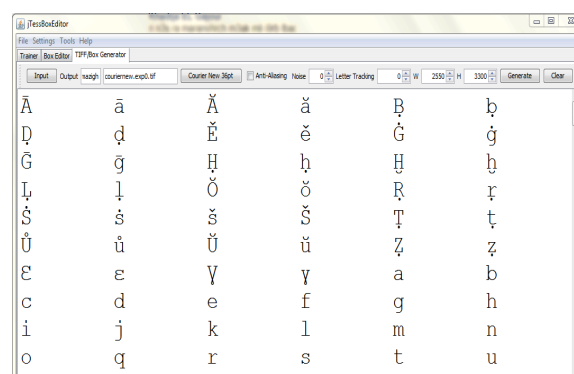 jTessBoxEditor
File Settings Tools Help
Trainer Box Editor TIFF/Box Generator
Input Output mazigh couriernew.exp0.tif Courier New 36pt Anti-Aliasing Noise 0 Letter Tracking 0 W 2550 H 3300 Generate Clear
Ā ā Ă ă Ḅ ḅ
Ḍ ḍ Ě ě Ġ ġ
Ḡ ḡ Ḥ ḥ Ḫ ḫ
Ḷ ḷ Ŏ ŏ Ṛ ṛ
Ṡ ṡ š Š Ṭ ṭ
Ů ů Ŭ ŭ Ẓ ẓ
Ɛ ɛ Ɣ ɣ a b
c d e f g h
i j k l m n
o q r s t u